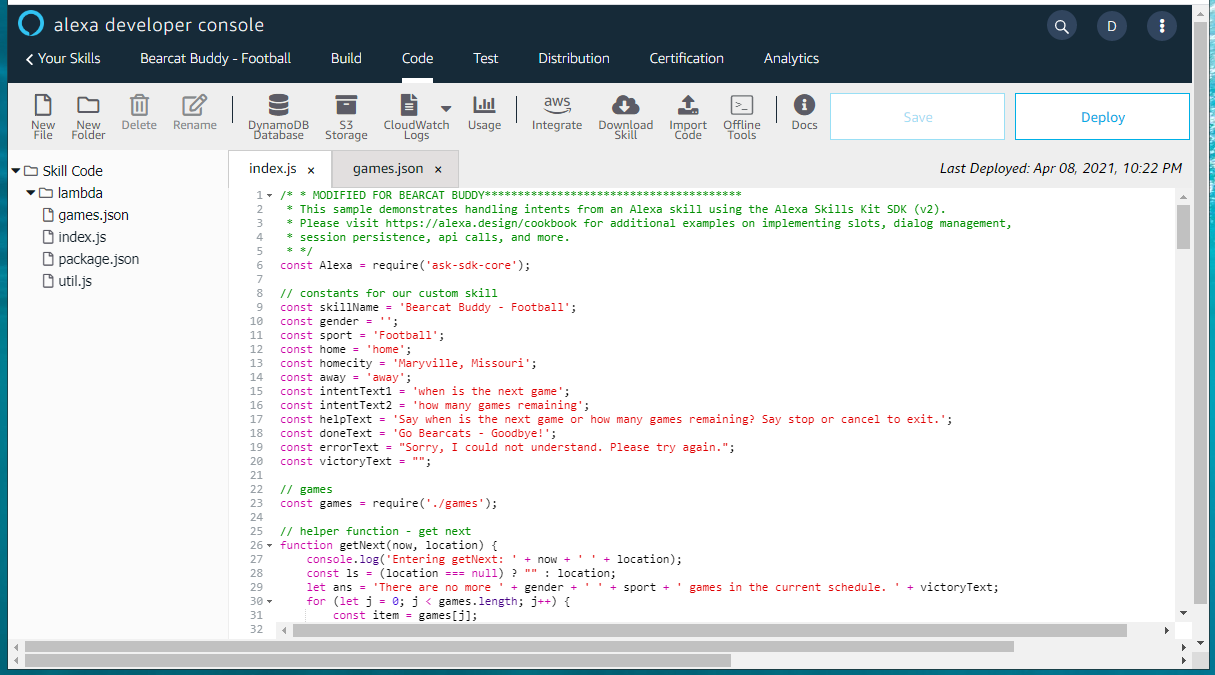 alexa developer console
D
Your Skills Bearcat Buddy - Football Build Code Test Distribution Certification Analytics
New File
New Folder
Delete
Rename
DynamoDB Database
S3 Storage
CloudWatch Logs
Usage
aws
Integrate
Download Skill
Import Code
>_
Offline Tools
Docs
Save
Deploy
Skill Code
lambda
games.json
index.js
package.json
util.js
index.js × games.json × Last Deployed: Apr 08, 2021, 10:22 PM
1 /* * MODIFIED FOR BEARCAT BUDDY***************************************
2 * This sample demonstrates handling intents from an Alexa skill using the Alexa Skills Kit SDK (v2).
3 * Please visit https://alexa.design/cookbook for additional examples on implementing slots, dialog management,
4 * session persistence, api calls, and more.
5 * */
6 const Alexa = require('ask-sdk-core');
7
8 // constants for our custom skill
9 const skillName = 'Bearcat Buddy - Football';
10 const gender = '';
11 const sport = 'Football';
12 const home = 'home';
13 const homecity = 'Maryville, Missouri';
14 const away = 'away';
15 const intentText1 = 'when is the next game';
16 const intentText2 = 'how many games remaining';
17 const helpText = 'Say when is the next game or how many games remaining? Say stop or cancel to exit.';
18 const doneText = 'Go Bearcats - Goodbye!';
19 const errorText = "Sorry, I could not understand. Please try again.";
20 const victoryText = "";
21
22 // games
23 const games = require('./games');
24
25 // helper function - get next
26 function getNext(now, location) {
27 console.log('Entering getNext: ' + now + ' ' + location);
28 const ls = (location === null) ? "" : location;
29 let ans = 'There are no more ' + gender + ' ' + sport + ' games in the current schedule. ' + victoryText;
30 for (let j = 0; j < games.length; j++) {
31 const item = games[j];
32